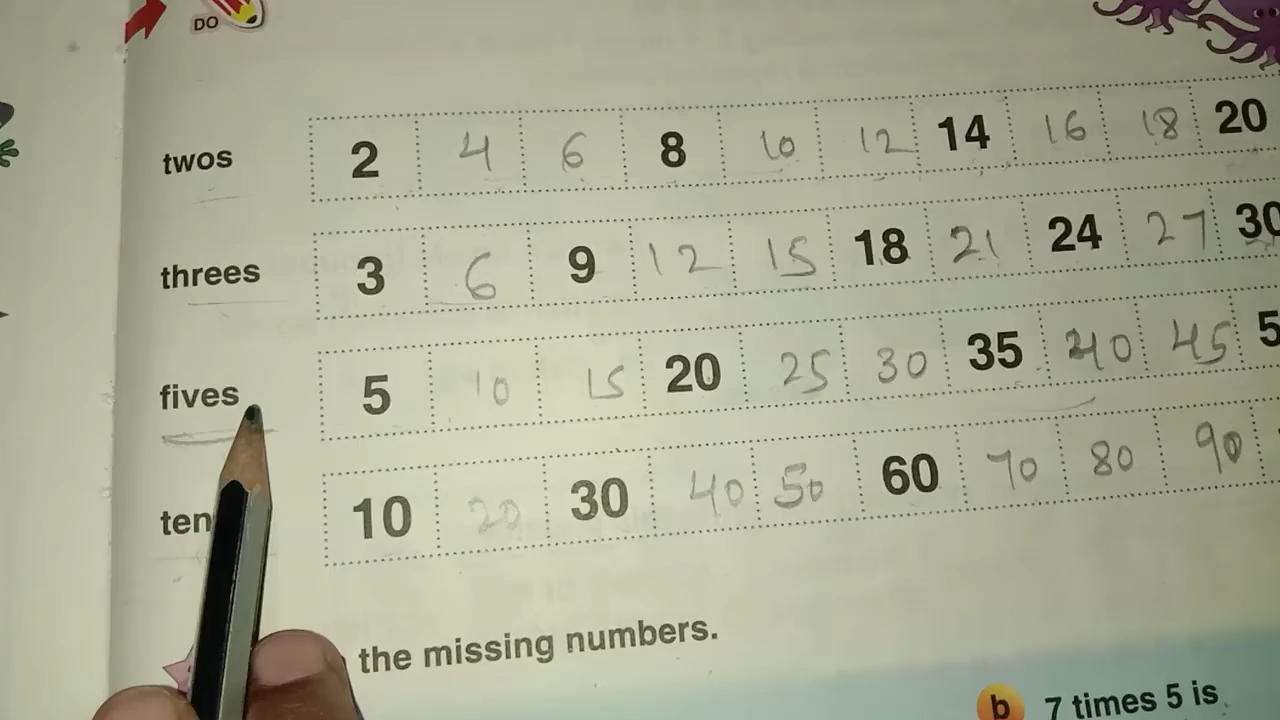 DO
twos 2 4 6 8 10 12 14 16 18 20
threes 3 6 9 12 15 18 21 24 27 30
fives 5 10 15 20 25 30 35 40 45 5
ten 10 20 30 40 50 60 70 80 90
the missing numbers.
b 7 times 5 is